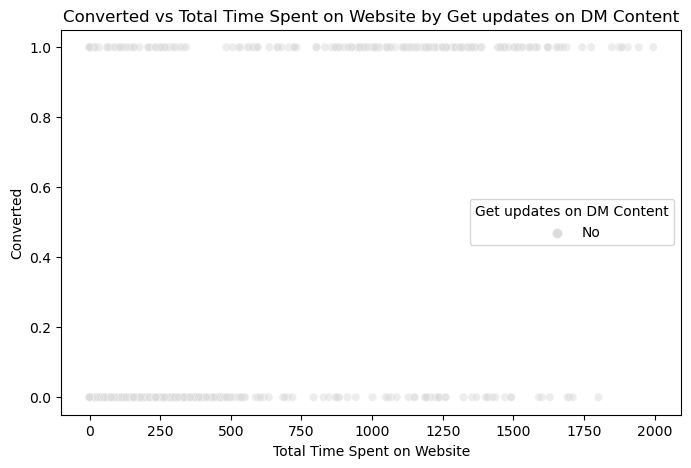 Converted vs Total Time Spent on Website by Get updates on DM Content
1.0
0.8
0.6
0.4
0.2
0.0
Converted
Get updates on DM Content
No
0 250 500 750 1000 1250 1500 1750 2000
Total Time Spent on Website